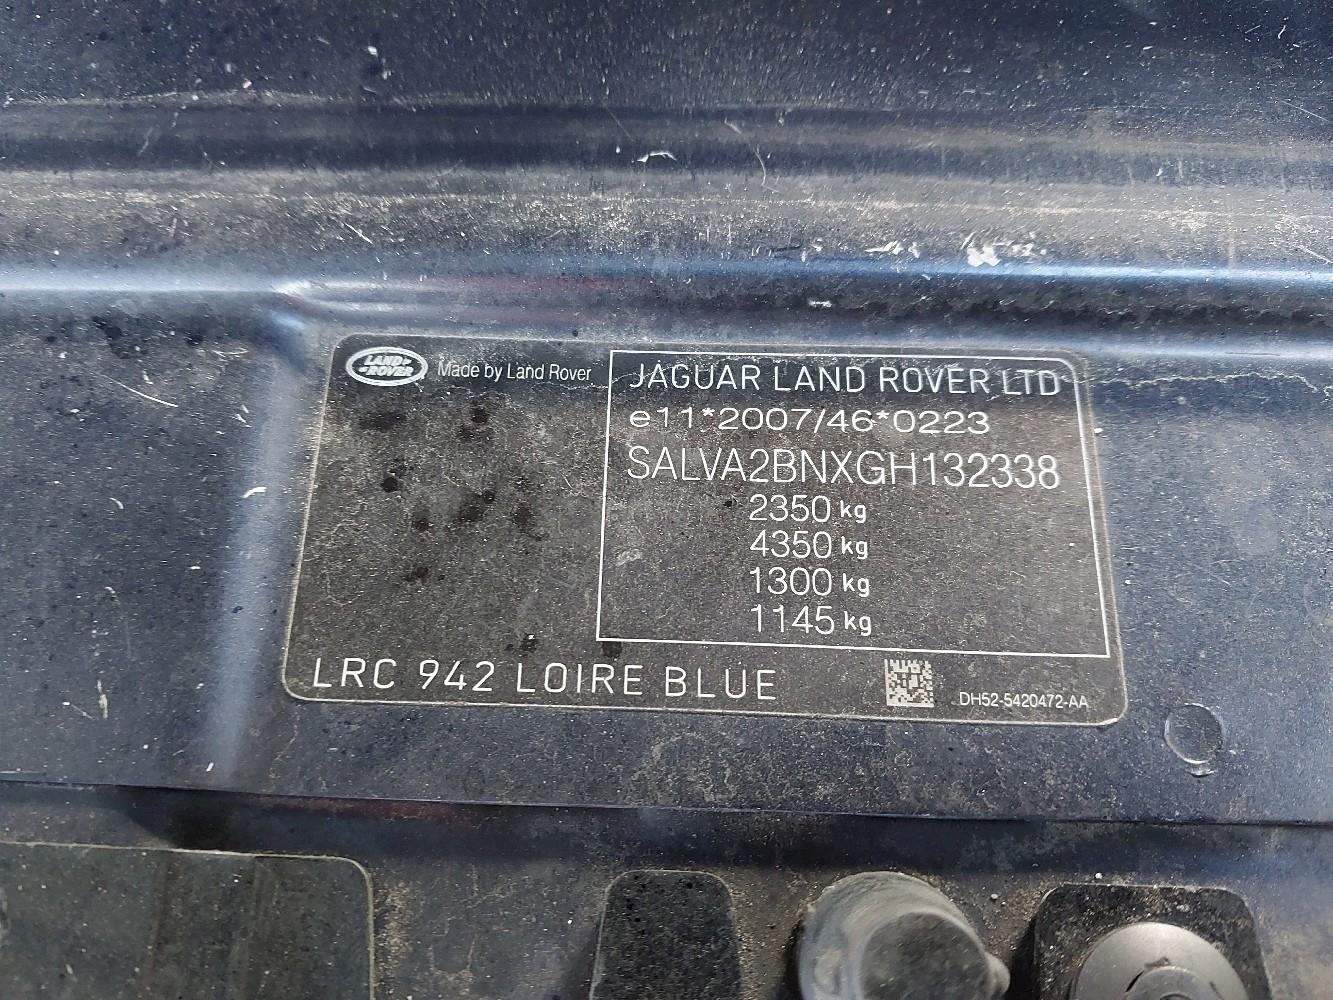 LAND ROVER
Made by Land Rover
JAGUAR LAND ROVER LTD
e11*2007/46*0223
SALVA2BNXGH132338
2350 kg
4350 kg
1300 kg
1145 kg
LRC 942 LOIRE BLUE
DH52-5420472-AA